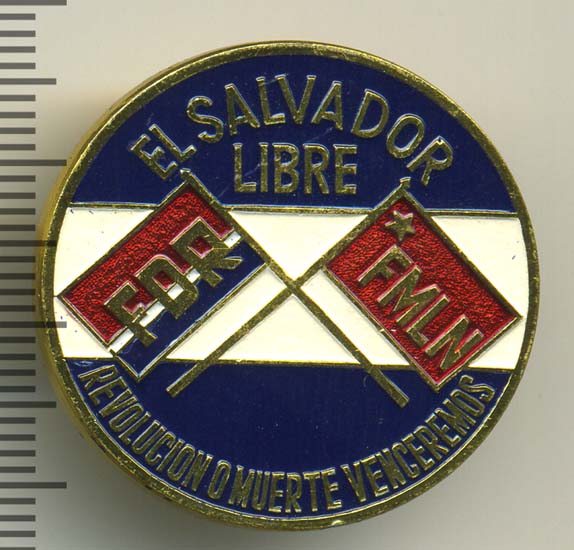 EL SALVADOR
LIBRE
FDR
FMLN
REVOLUCION O MUERTE VENCEREMOS